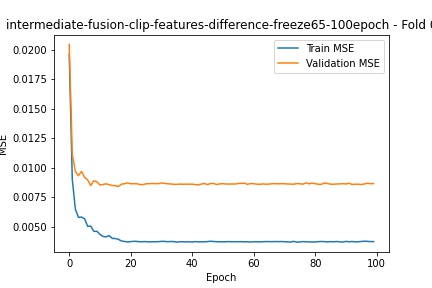 intermediate-fusion-clip-features-difference-freeze65-100epoch - Fold
Train MSE
Validation MSE
0.0200
0.0175
0.0150
0.0125
0.0100
0.0075
0.0050
MSE
0 20 40 60 80 100
Epoch